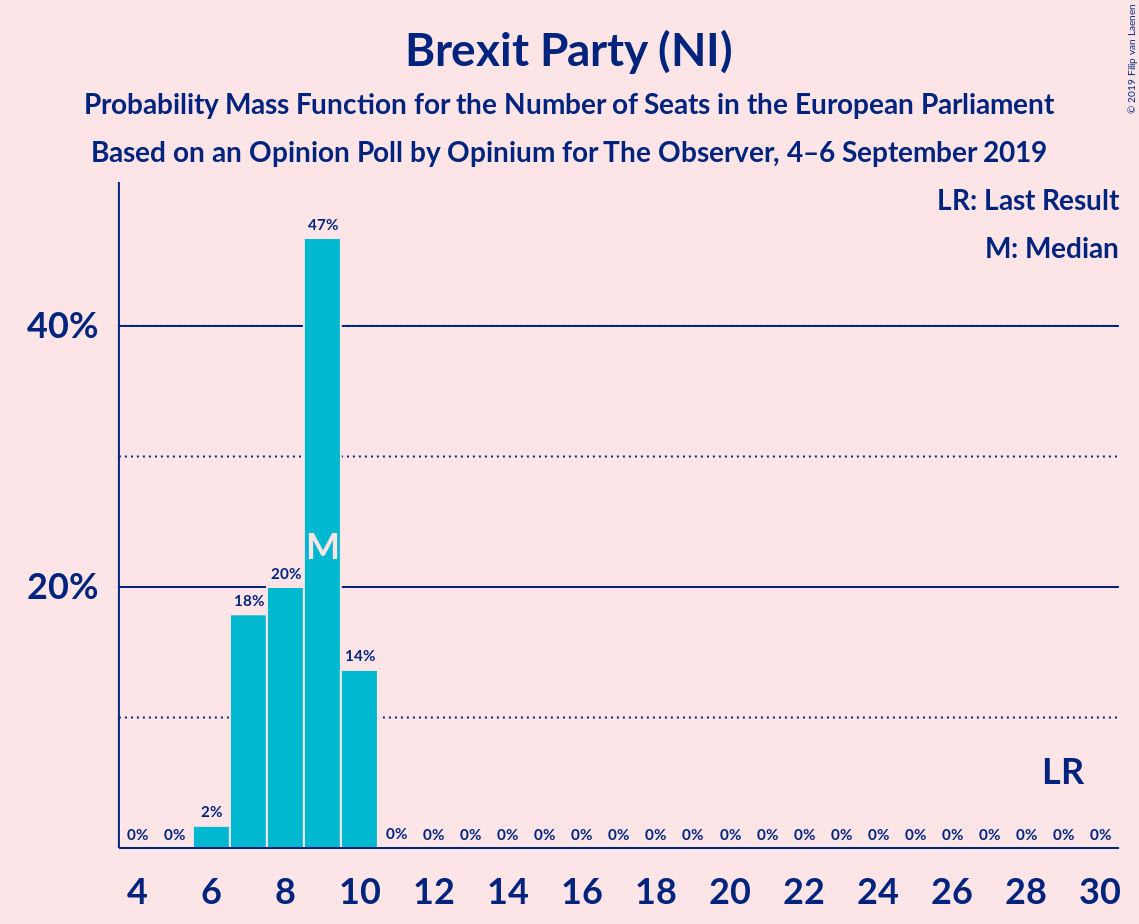 Brexit Party (NI)
Probability Mass Function for the Number of Seats in the European Parliament
Based on an Opinion Poll by Opinium for The Observer, 4–6 September 2019
© 2019 Filip van Laenen
LR: Last Result
M: Median
47%
40%
M
20%
20%
18%
14%
LR
2%
0% 0% 0% 0% 0% 0% 0% 0% 0% 0% 0% 0% 0% 0% 0% 0% 0% 0% 0% 0% 0% 0%
4 6 8 10 12 14 16 18 20 22 24 26 28 30